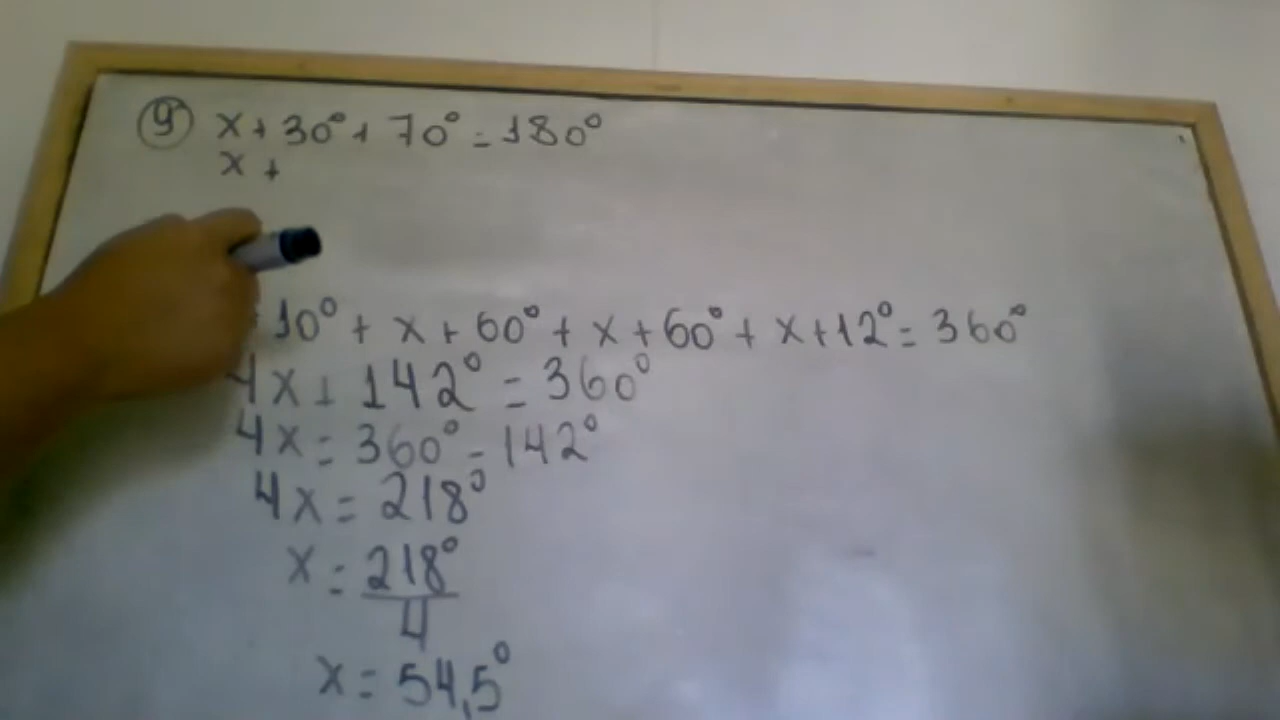 9 x + 30° + 70° = 180°
x +
10° + x + 60° + x + 60° + x + 12° = 360°
4x + 142° = 360°
4x = 360° - 142°
4x = 218°
x = 218°
4
x = 54,5°